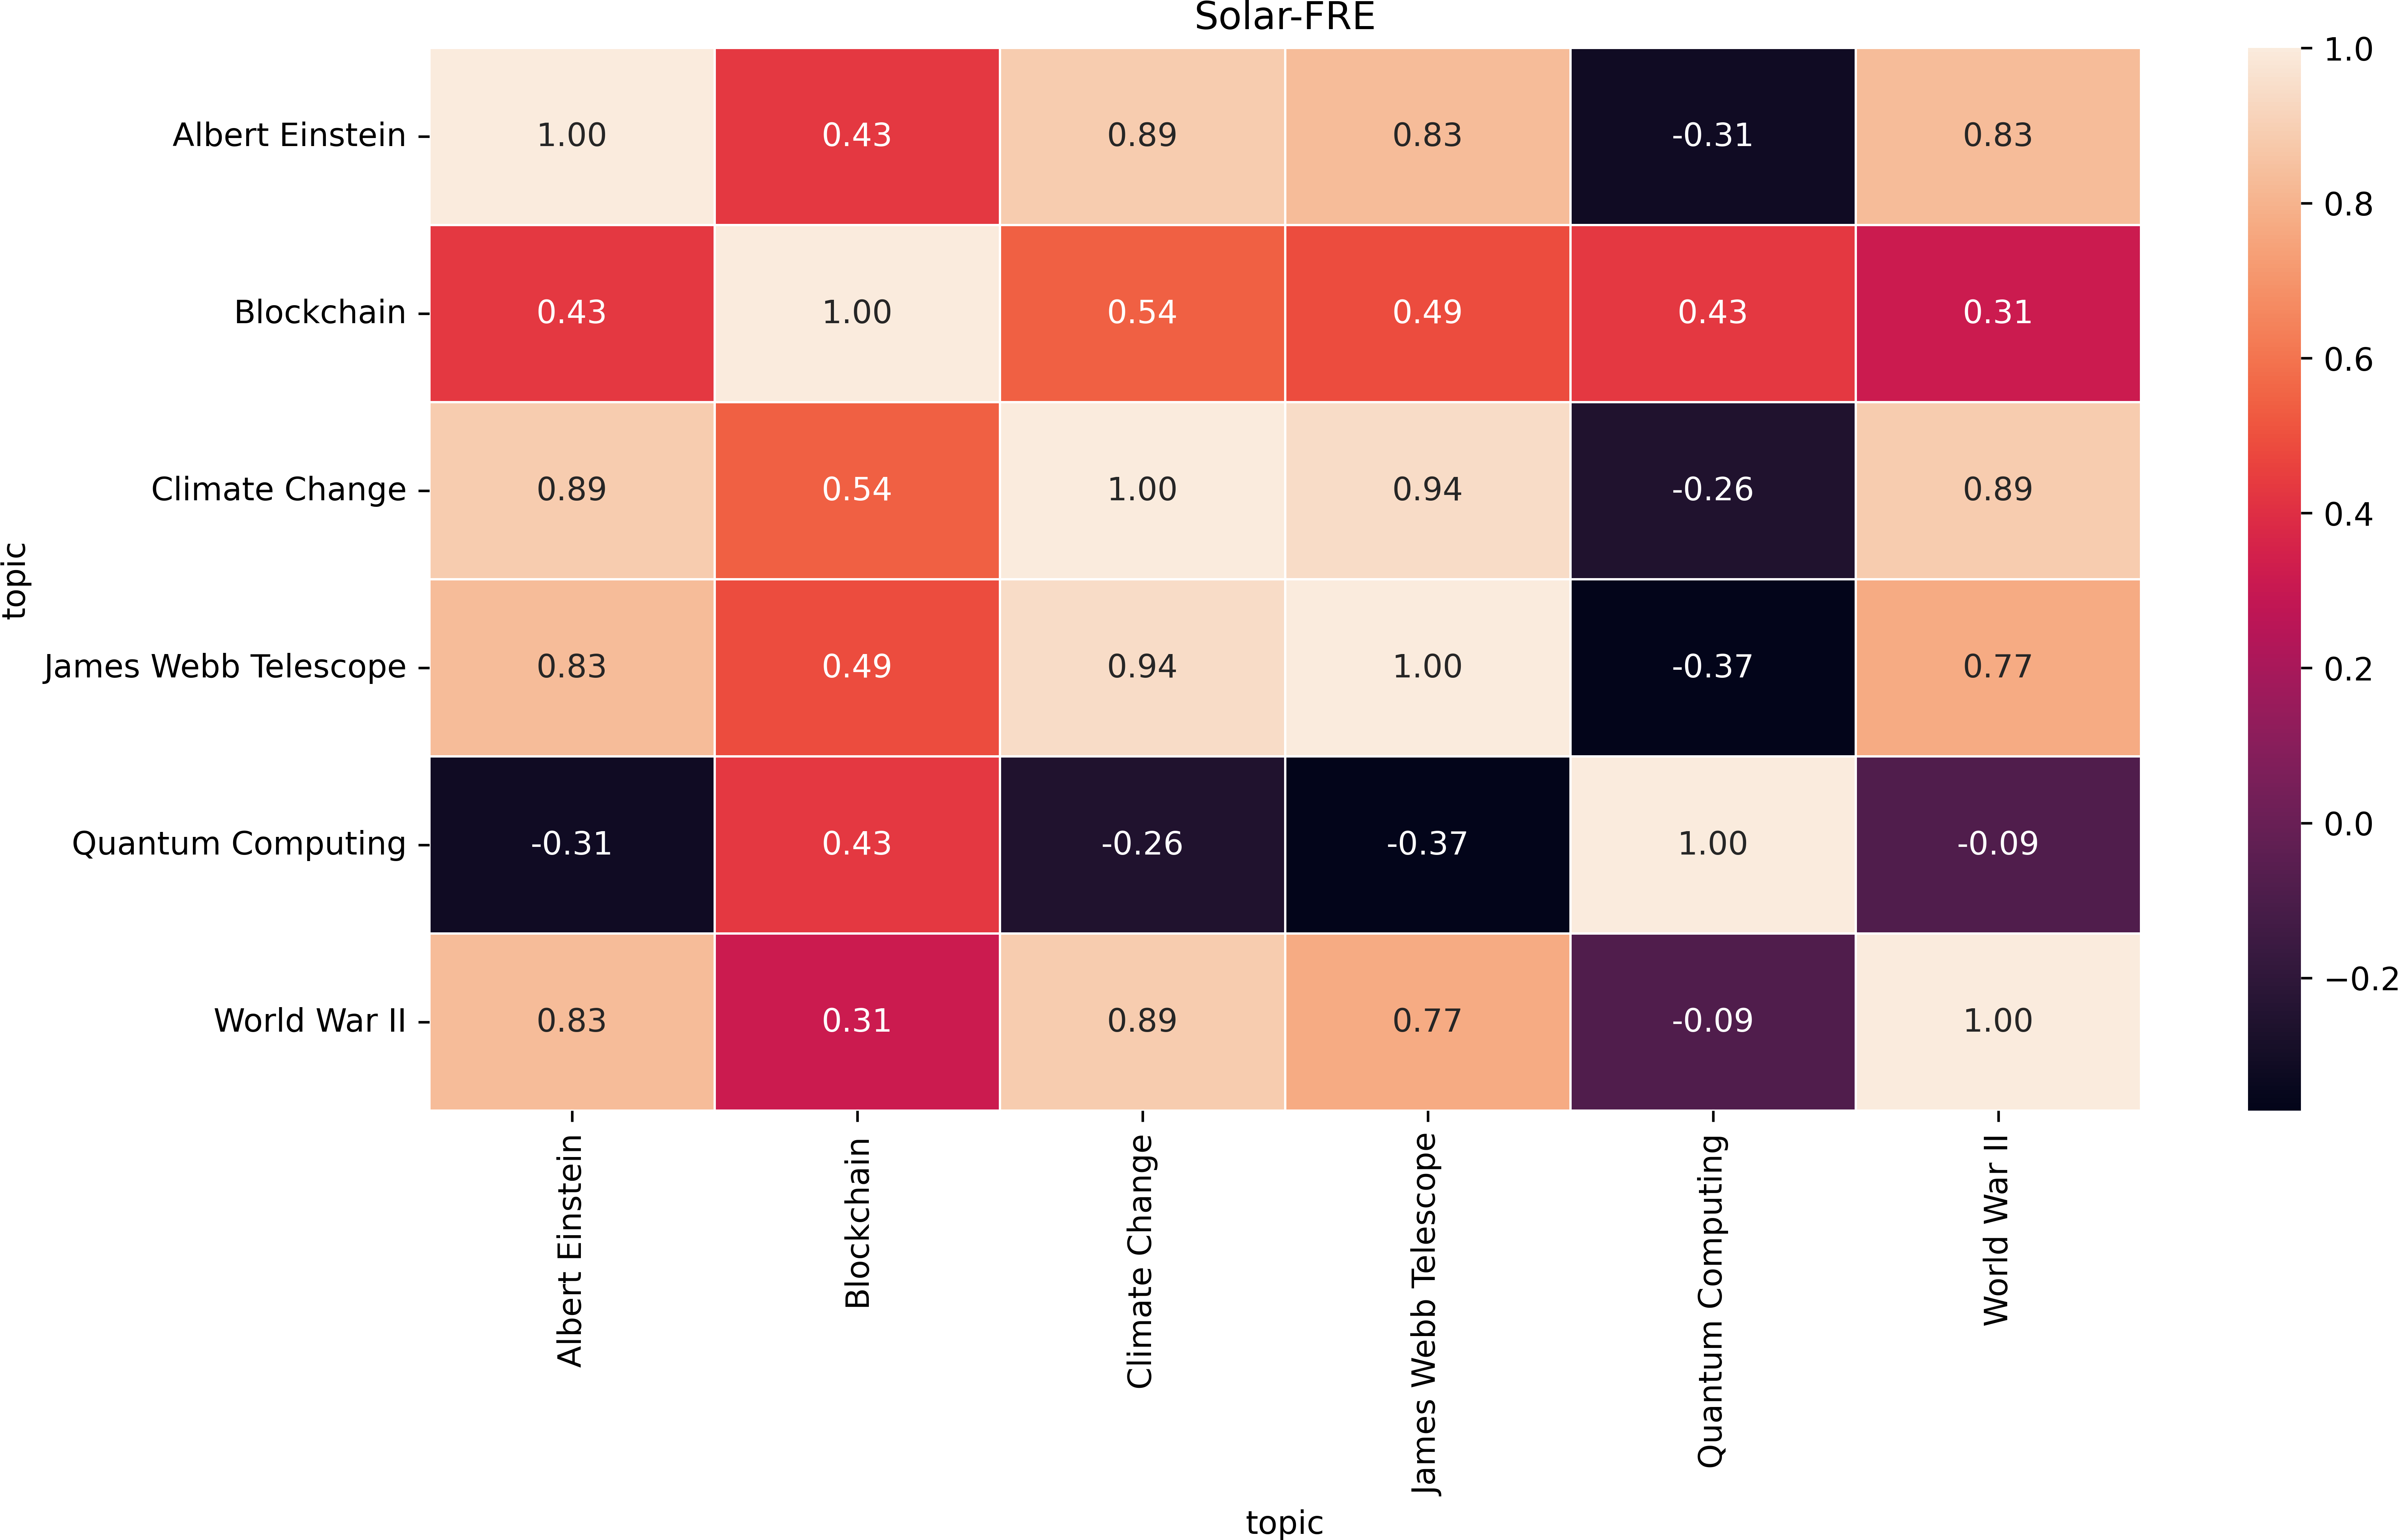 Solar-FRE
topic
Albert Einstein 1.00 0.43 0.89 0.83 -0.31 0.83
Blockchain 0.43 1.00 0.54 0.49 0.43 0.31
Climate Change 0.89 0.54 1.00 0.94 -0.26 0.89
James Webb Telescope 0.83 0.49 0.94 1.00 -0.37 0.77
Quantum Computing -0.31 0.43 -0.26 -0.37 1.00 -0.09
World War II 0.83 0.31 0.89 0.77 -0.09 1.00
Albert Einstein
Blockchain
Climate Change
James Webb Telescope
Quantum Computing
World War II
topic
1.0
0.8
0.6
0.4
0.2
0.0
−0.2